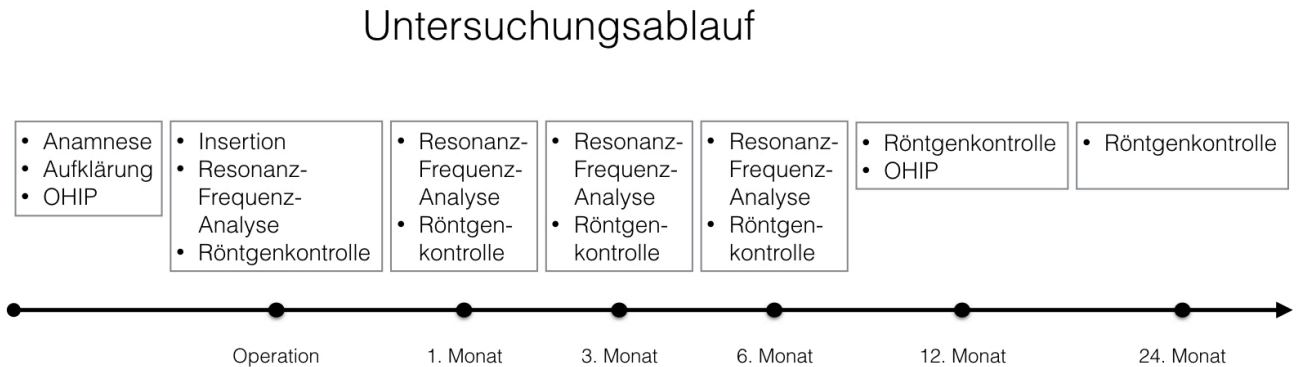 Untersuchungsablauf
• Anamnese
• Aufklärung
• OHIP
• Insertion
• Resonanz-
Frequenz-
Analyse
• Röntgenkontrolle
• Resonanz-
Frequenz-
Analyse
• Röntgen-
kontrolle
• Resonanz-
Frequenz-
Analyse
• Röntgen-
kontrolle
• Resonanz-
Frequenz-
Analyse
• Röntgen-
kontrolle
• Röntgenkontrolle
• OHIP
• Röntgenkontrolle
Operation
1. Monat
3. Monat
6. Monat
12. Monat
24. Monat